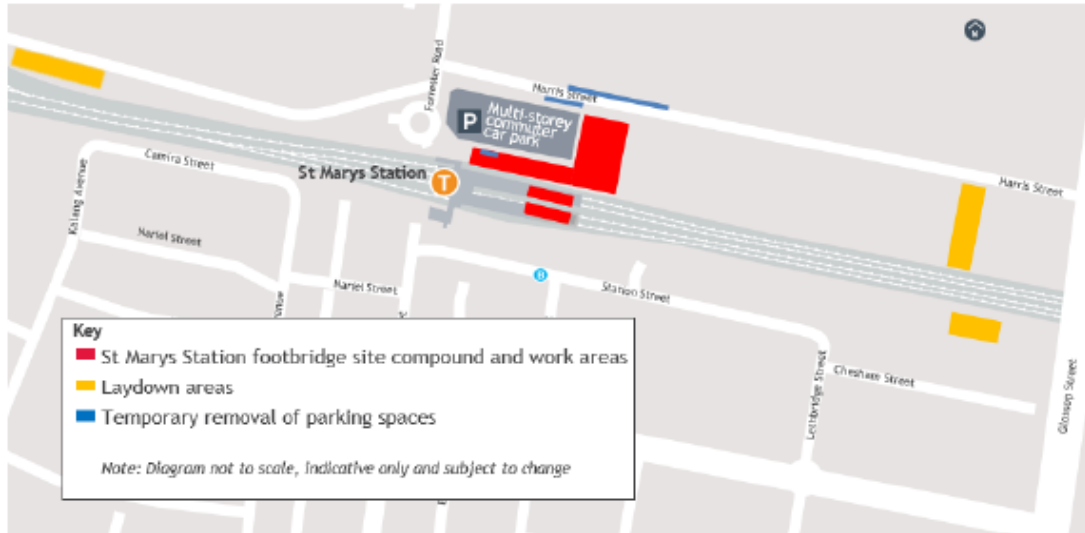 Forrester Road
Harris Street
P
Multi-storey
commuter
car park
Camira Street
St Marys Station
T
Harris Street
Kalang Avenue
Nariel Street
Nariel Street
B
Station Street
Key
St Marys Station footbridge site compound and work areas
Laydown areas
Temporary removal of parking spaces
Note: Diagram not to scale, indicative only and subject to change
Lethbridge Street
Chesham Street
Glossop Street